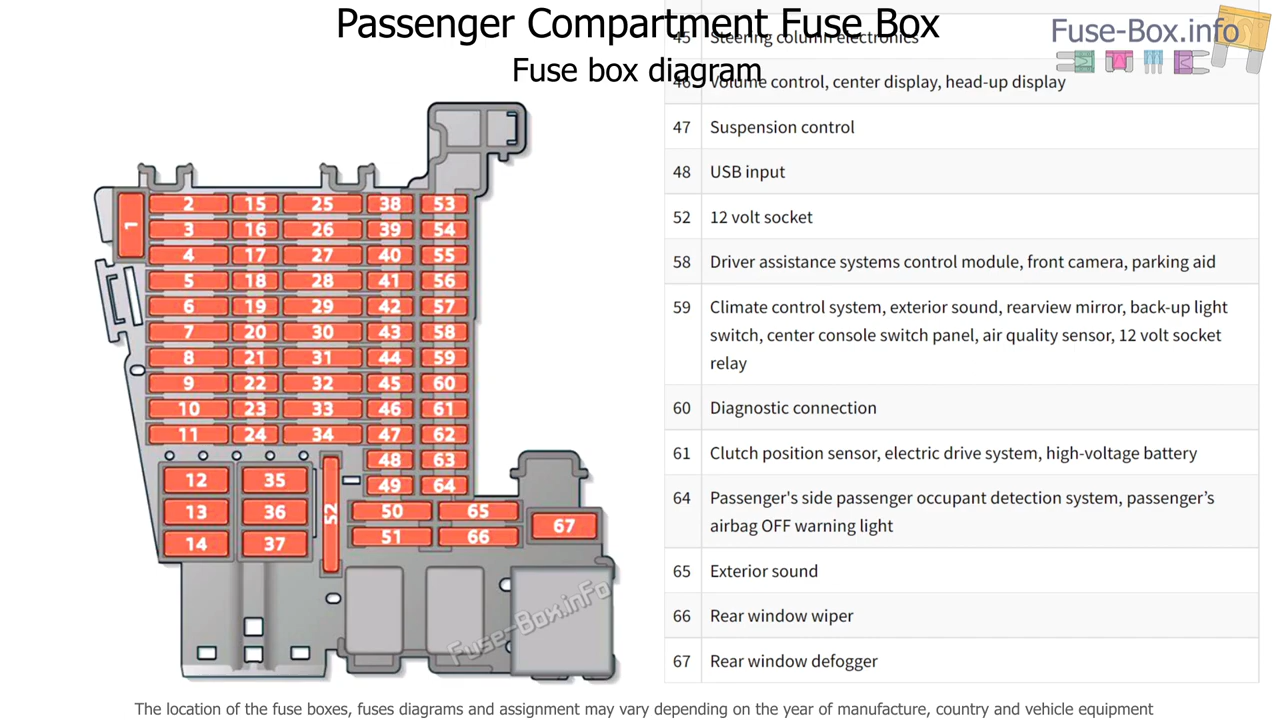 Passenger Compartment Fuse Box
Fuse box diagram
Fuse-Box.info
45 Steering column electronics
46 Volume control, center display, head-up display
47 Suspension control
48 USB input
52 12 volt socket
58 Driver assistance systems control module, front camera, parking aid
59 Climate control system, exterior sound, rearview mirror, back-up light
switch, center console switch panel, air quality sensor, 12 volt socket
relay
60 Diagnostic connection
61 Clutch position sensor, electric drive system, high-voltage battery
64 Passenger's side passenger occupant detection system, passenger’s
airbag OFF warning light
65 Exterior sound
66 Rear window wiper
67 Rear window defogger
1
2 15 25 38 53
3 16 26 39 54
4 17 27 40 55
5 18 28 41 56
6 19 29 42 57
7 20 30 43 58
8 21 31 44 59
9 22 32 45 60
10 23 33 46 61
11 24 34 47 62
48 63
12 35
49 64
13 36 52 50 65
67
51 66
14 37
Fuse-Box.inFo
The location of the fuse boxes, fuses diagrams and assignment may vary depending on the year of manufacture, country and vehicle equipment